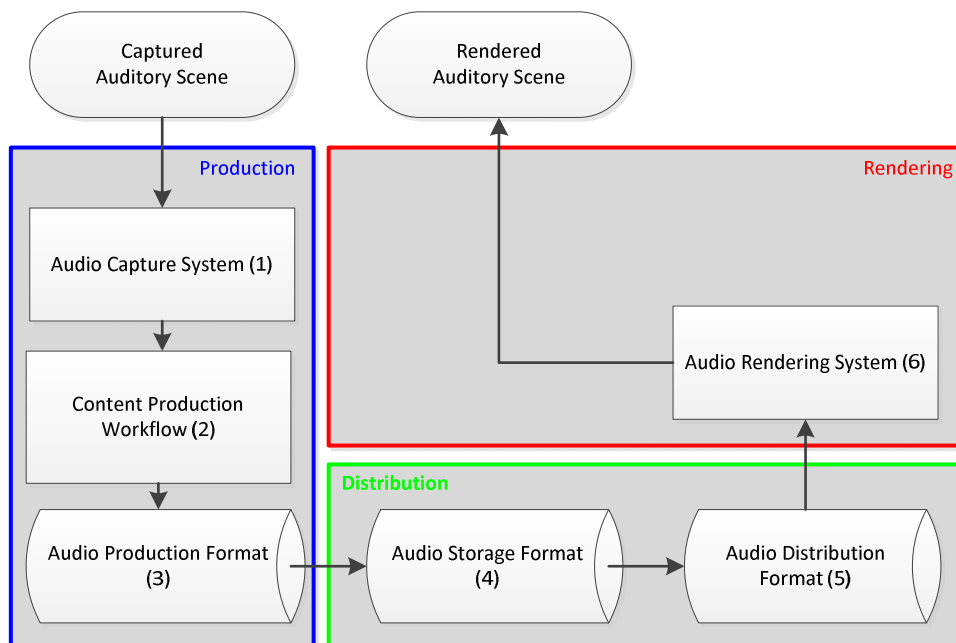 Captured
Auditory Scene
Rendered
Auditory Scene
Production
Rendering
Audio Capture System (1)
Audio Rendering System (6)
Content Production
Workflow (2)
Distribution
Audio Production Format
(3)
Audio Storage Format
(4)
Audio Distribution
Format (5)